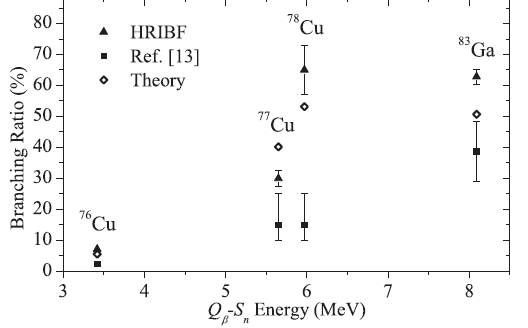 80
70
60
50
40
30
20
10
0
Branching Ratio (%)
HRIBF
Ref. [13]
Theory
⁷⁶Cu
⁷⁷Cu
⁷⁸Cu
⁸³Ga
3 4 5 6 7 8
Qᵦ-Sₙ Energy (MeV)